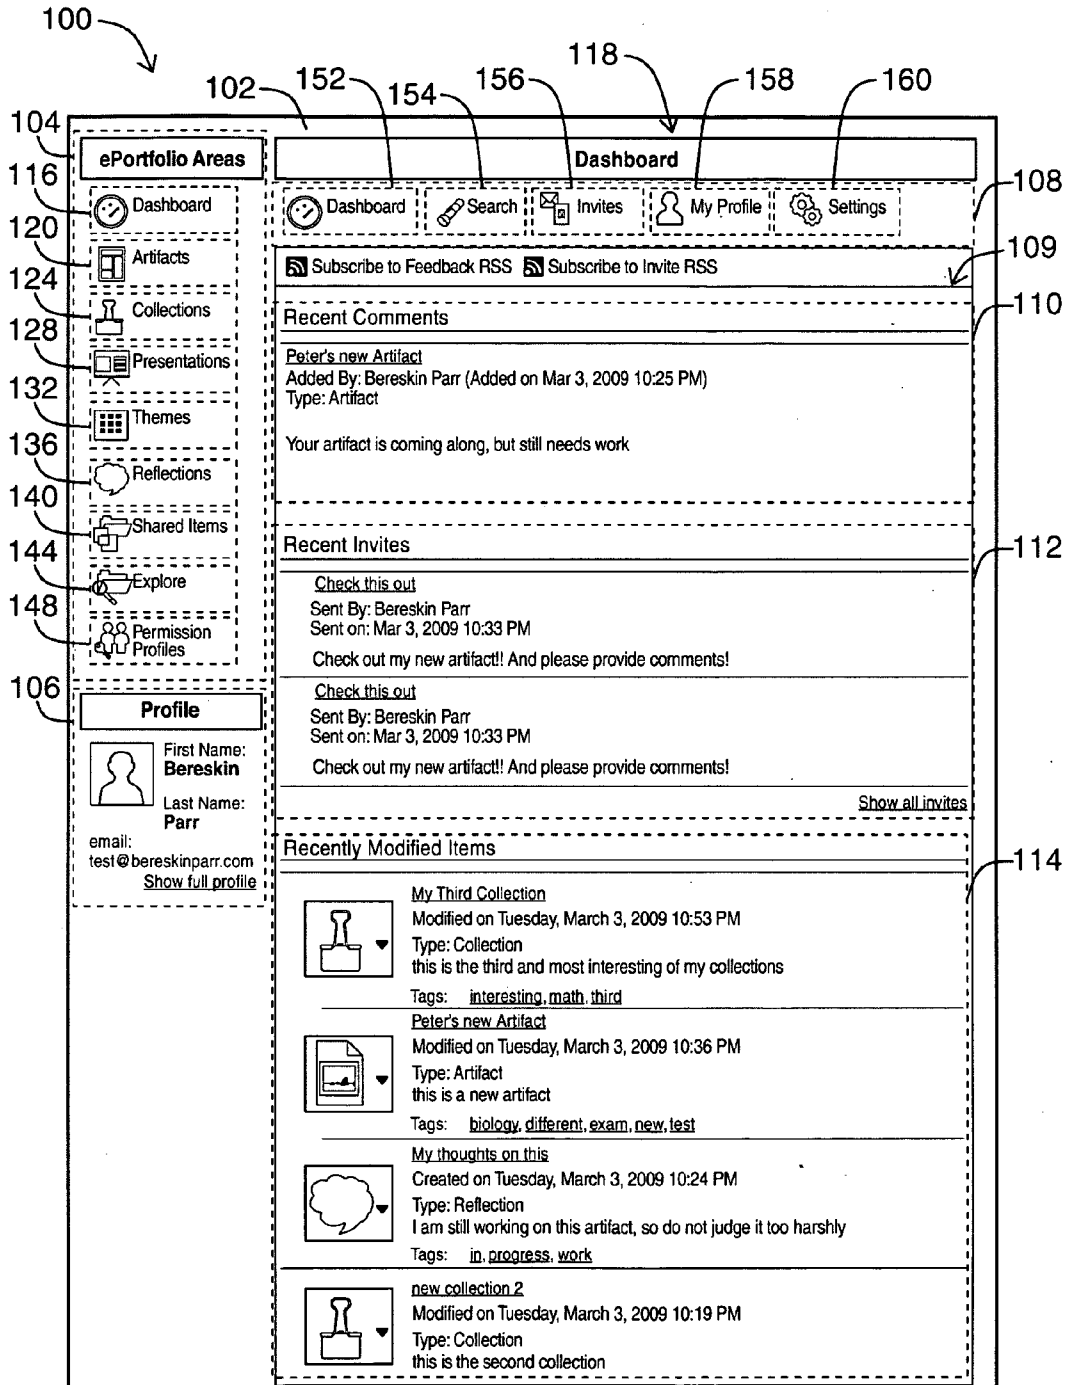 100
118
152
156
158
160
102
154
104
ePortfolio Areas
Dashboard
116
108
Dashboard
Dashboard
Search
Invites
My Profile
Settings
120
109
Artifacts
Subscribe to Feedback RSS
Subscribe to Invite RSS
124
110
Collections
Recent Comments
128
Presentations
Peter's new Artifact
Added By: Bereskin Parr (Added on Mar 3, 2009 10:25 PM)
Type: Artifact
132
Themes
136
Your artifact is coming along, but still needs work
Reflections
140
Shared Items
144
Recent Invites
112
Explore
Check this out
148
Sent By: Bereskin Parr
Sent on: Mar 3, 2009 10:33 PM
Permission
Profiles
Check out my new artifact!! And please provide comments!
106
Check this out
Profile
Sent By: Bereskin Parr
Sent on: Mar 3, 2009 10:33 PM
First Name:
Bereskin
Check out my new artifact!! And please provide comments!
Last Name:
Parr
Show all invites
email:
test@bereskinparr.com
Show full profile
Recently Modified Items
114
My Third Collection
Modified on Tuesday, March 3, 2009 10:53 PM
Type: Collection
this is the third and most interesting of my collections
Tags: interesting, math, third
Peter's new Artifact
Modified on Tuesday, March 3, 2009 10:36 PM
Type: Artifact
this is a new artifact
Tags: biology, different, exam, new, test
My thoughts on this
Created on Tuesday, March 3, 2009 10:24 PM
Type: Reflection
I am still working on this artifact, so do not judge it too harshly
Tags: in, progress, work
new collection 2
Modified on Tuesday, March 3, 2009 10:19 PM
Type: Collection
this is the second collection